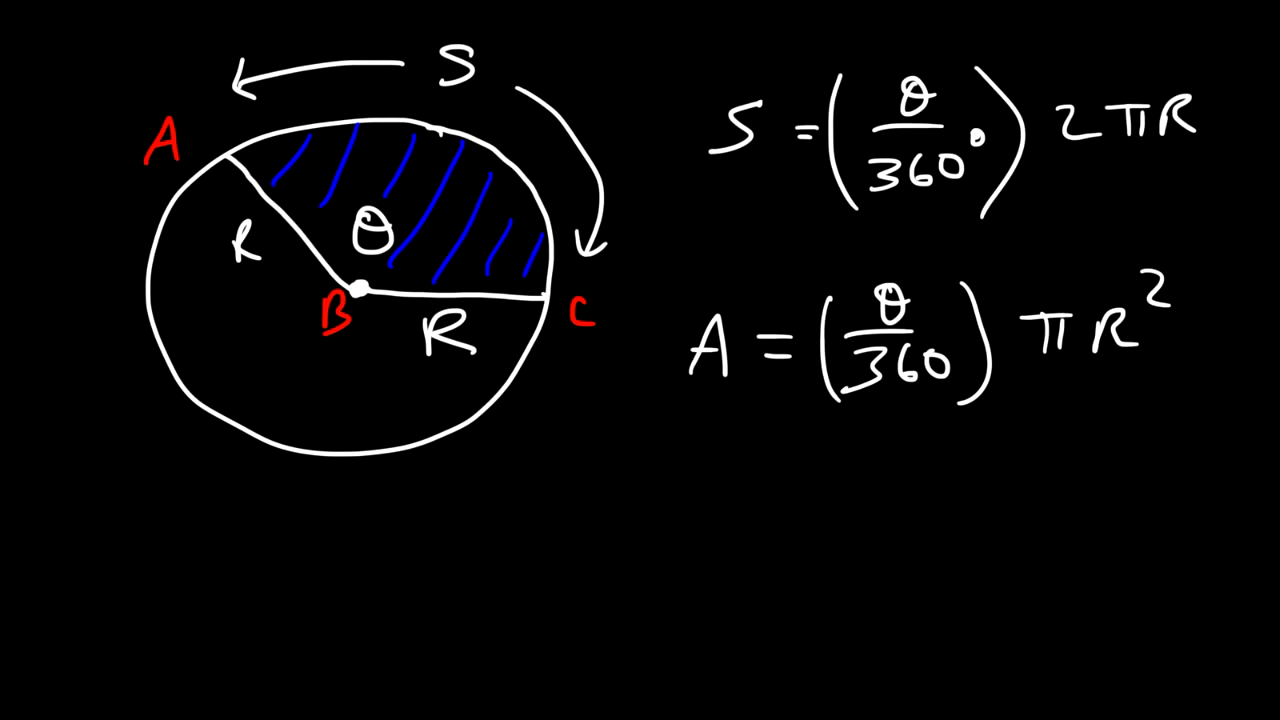 S
A
θ
R
B
R
C
S = (θ/360°) 2πR
A = (θ/360) πR²